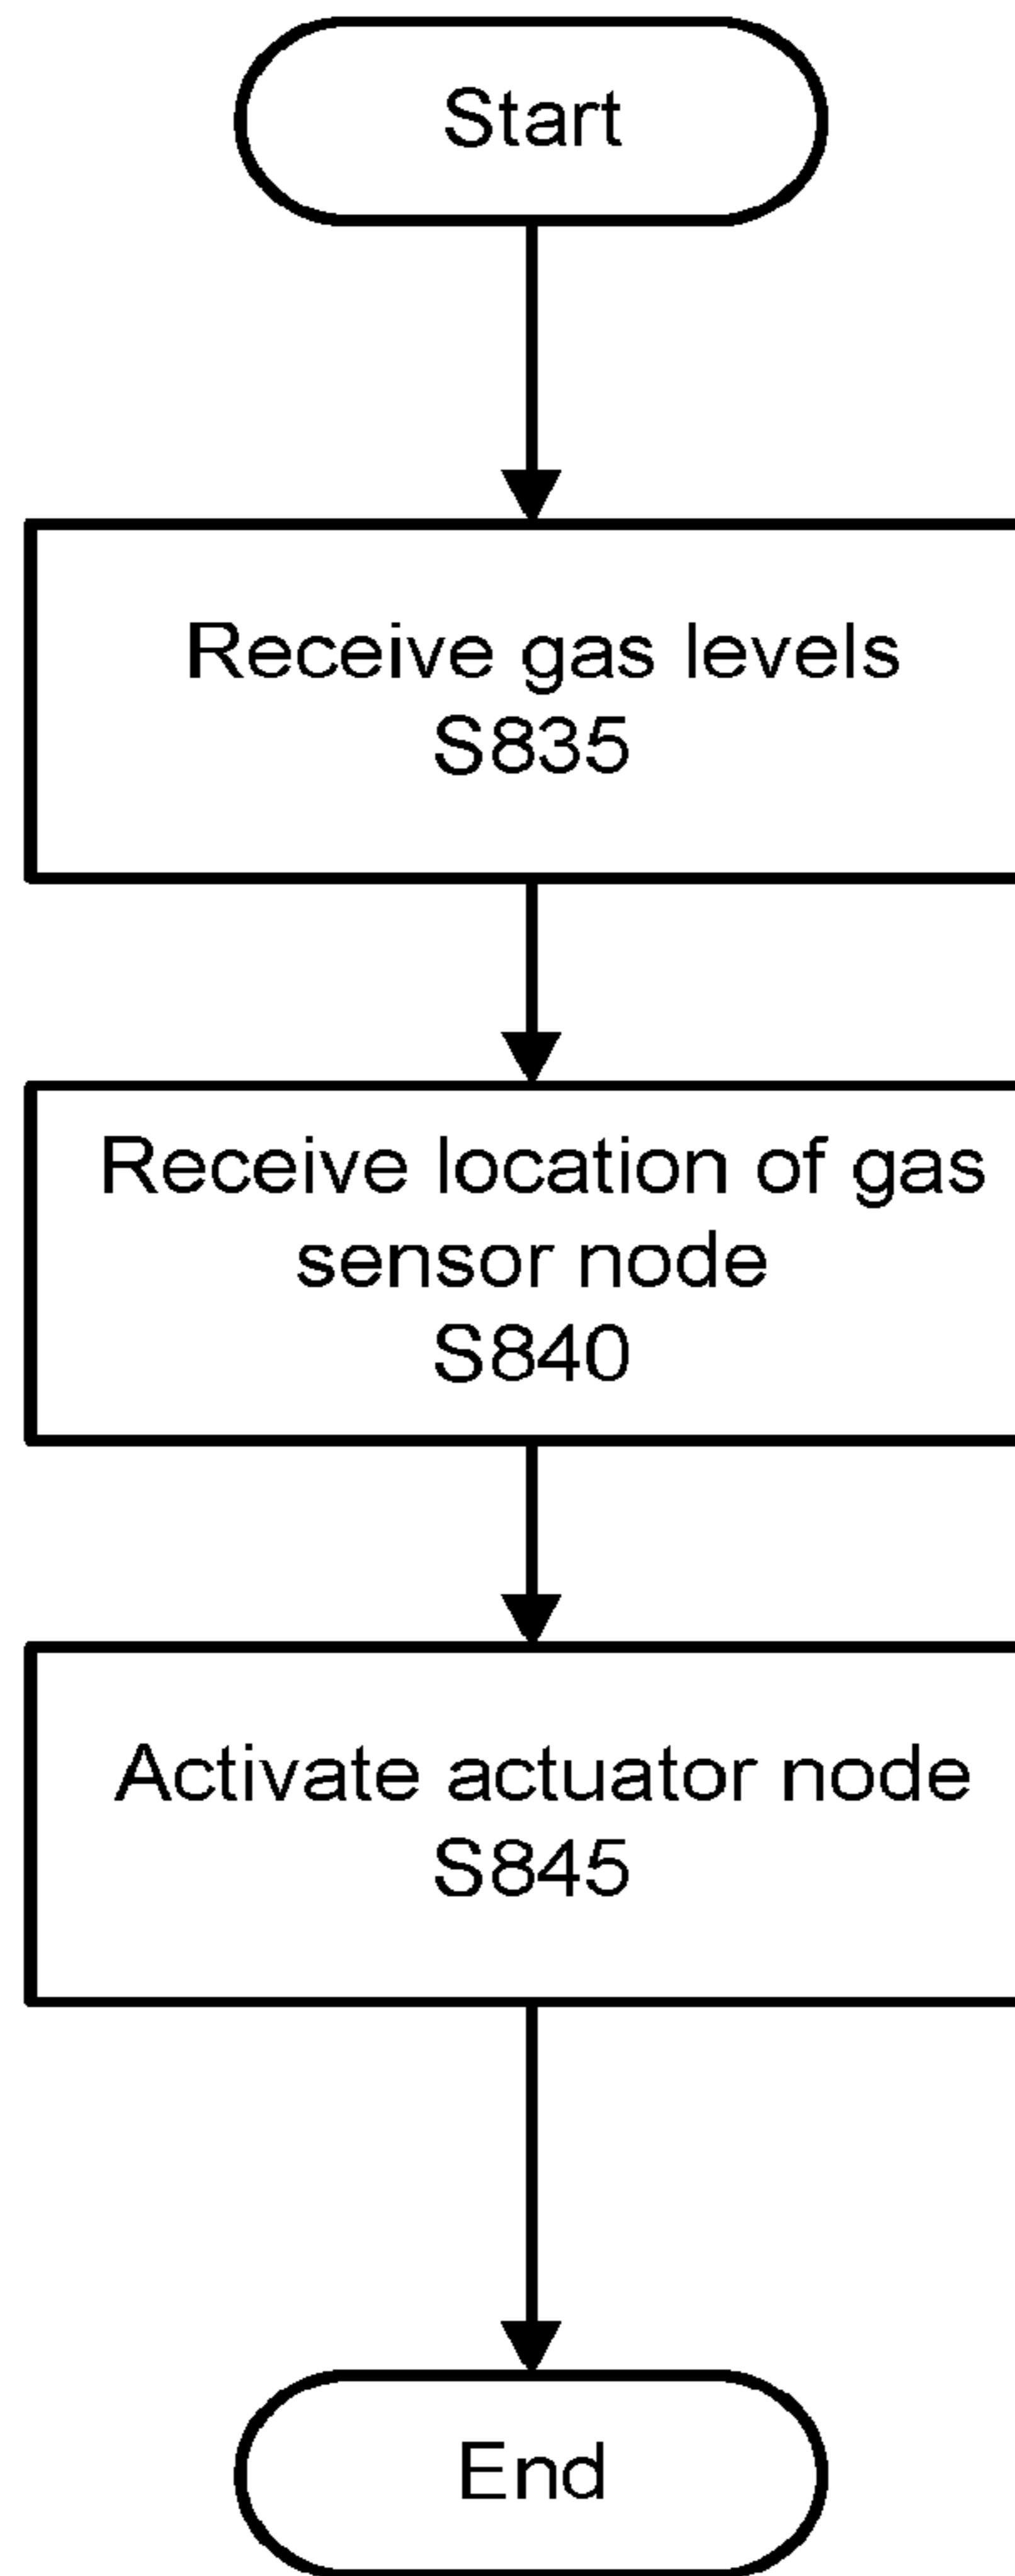 Start
Receive gas levels
S835
Receive location of gas
sensor node
S840
Activate actuator node
S845
End